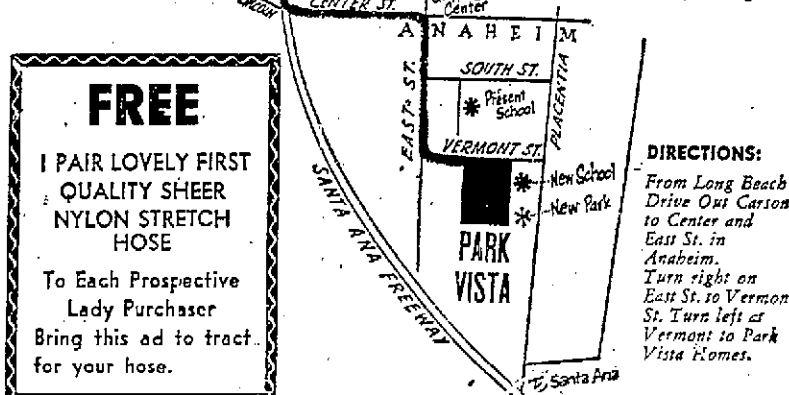 LINCOLN
CENTER ST.
Center
ANAHEIM
SOUTH ST.
Present
School
EAST ST.
PLACENTIA
VERMONT ST.
New School
New Park
PARK
VISTA
SANTA ANA FREEWAY
To Santa Ana
FREE
1 PAIR LOVELY FIRST
QUALITY SHEER
NYLON STRETCH
HOSE
To Each Prospective
Lady Purchaser
Bring this ad to tract
for your hose.
DIRECTIONS:
From Long Beach
Drive Out Carson
to Center and
East St. in
Anaheim.
Turn right on
East St. to Vermon
St. Turn left at
Vermont to Park
Vista Homes.